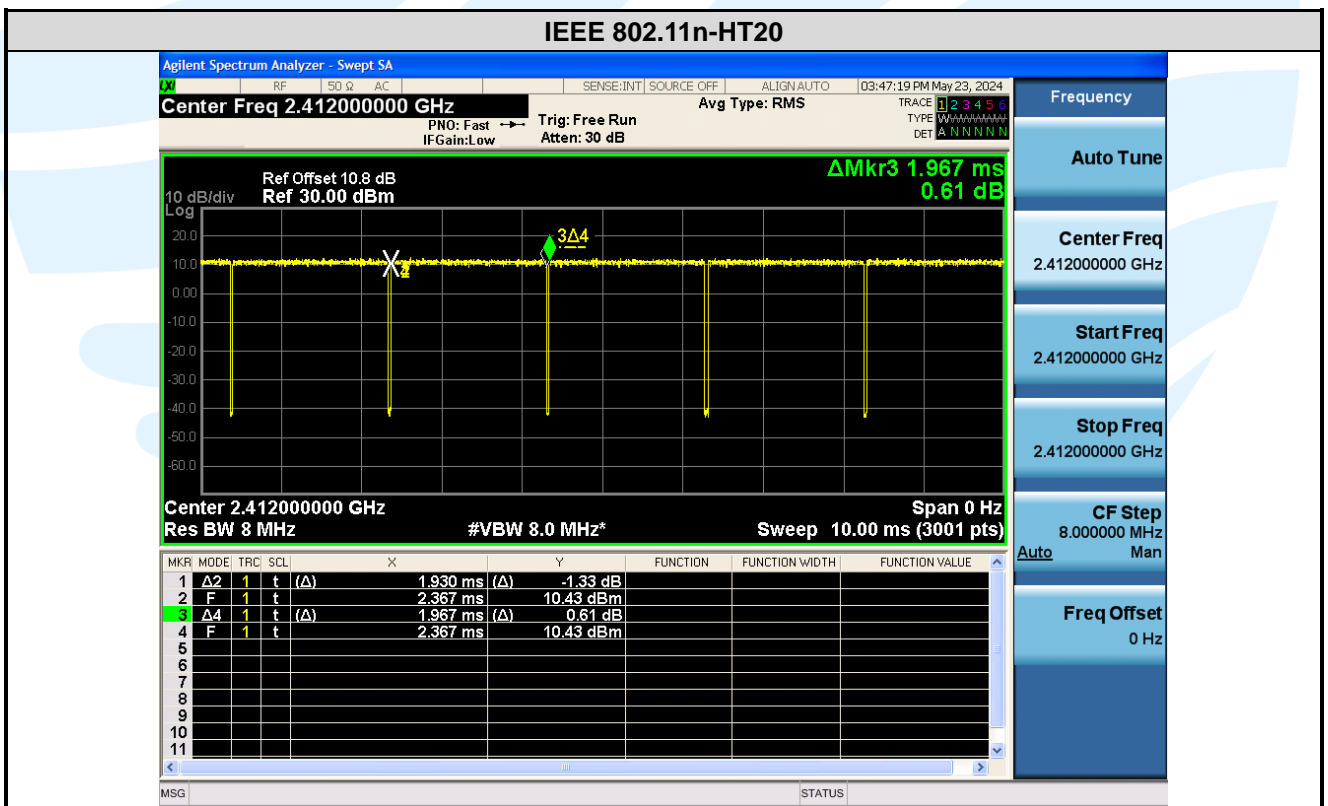 IEEE 802.11n-HT20
Agilent Spectrum Analyzer - Swept SA
LXI RF 50 Ω AC SENSE:INT SOURCE OFF ALIGN AUTO 03:47:19 PM May 23, 2024
Center Freq 2.412000000 GHz Avg Type: RMS TRACE 1 2 3 4 5 6
PNO: Fast Trig: Free Run TYPE
IFGain:Low Atten: 30 dB DET A N N N N N
ΔMkr3 1.967 ms
0.61 dB
Ref Offset 10.8 dB
10 dB/div Ref 30.00 dBm
Log
20.0
10.0
0.00
-10.0
-20.0
-30.0
-40.0
-50.0
-60.0
3Δ4
Center 2.412000000 GHz Span 0 Hz
Res BW 8 MHz #VBW 8.0 MHz* Sweep 10.00 ms (3001 pts)
MKR MODE TRC SCL X Y FUNCTION FUNCTION WIDTH FUNCTION VALUE
1 Δ2 1 t (Δ) 1.930 ms (Δ) -1.33 dB
2 F 1 t 2.367 ms 10.43 dBm
3 Δ4 1 t (Δ) 1.967 ms (Δ) 0.61 dB
4 F 1 t 2.367 ms 10.43 dBm
5
6
7
8
9
10
11
MSG STATUS
Frequency
Auto Tune
Center Freq
2.412000000 GHz
Start Freq
2.412000000 GHz
Stop Freq
2.412000000 GHz
CF Step
8.000000 MHz
Auto Man
Freq Offset
0 Hz